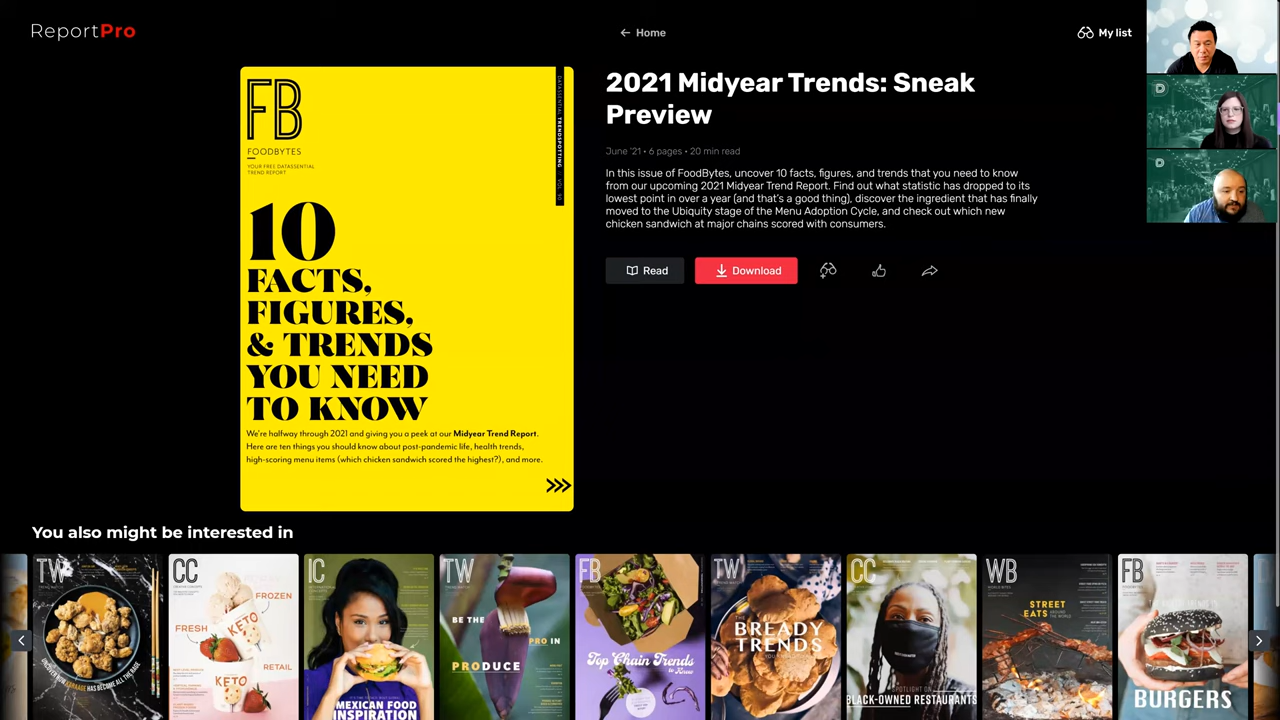 ReportPro
Home
My list
FB
FOODBYTES
YOUR FREE DATASSENTIAL
TREND REPORT
DATASSENTIAL TRENDSPOTTING
10
FACTS,
FIGURES,
& TRENDS
YOU NEED
TO KNOW
We're halfway through 2021 and giving you a peek at our Midyear Trend Report.
Here are ten things you should know about post-pandemic life, health trends,
high-scoring menu items (which chicken sandwich scored the highest?), and more.
2021 Midyear Trends: Sneak
Preview
June '21 • 6 pages • 20 min read
In this issue of FoodBytes, uncover 10 facts, figures, and trends that you need to know
from our upcoming 2021 Midyear Trend Report. Find out what statistic has dropped to its
lowest point in over a year (and that's a good thing), discover the ingredient that has finally
moved to the Ubiquity stage of the Menu Adoption Cycle, and check out which new
chicken sandwich at major chains scored with consumers.
Read
Download
You also might be interested in
TW
CC
FROZEN
FRESH
KETO
RETAIL
KETO
IC
MEXICAN FOOD
INSPIRATION
TW
BE THE
PRO IN
PRODUCE
FB
Top Chain Trends
to Know
TW
BREADY
TRENDS
CC
SPOTLIGHT ON
BLACK-OWNED RESTAURANTS
WB
STREET
EATS AROUND
THE WORLD
FB
BURGERS